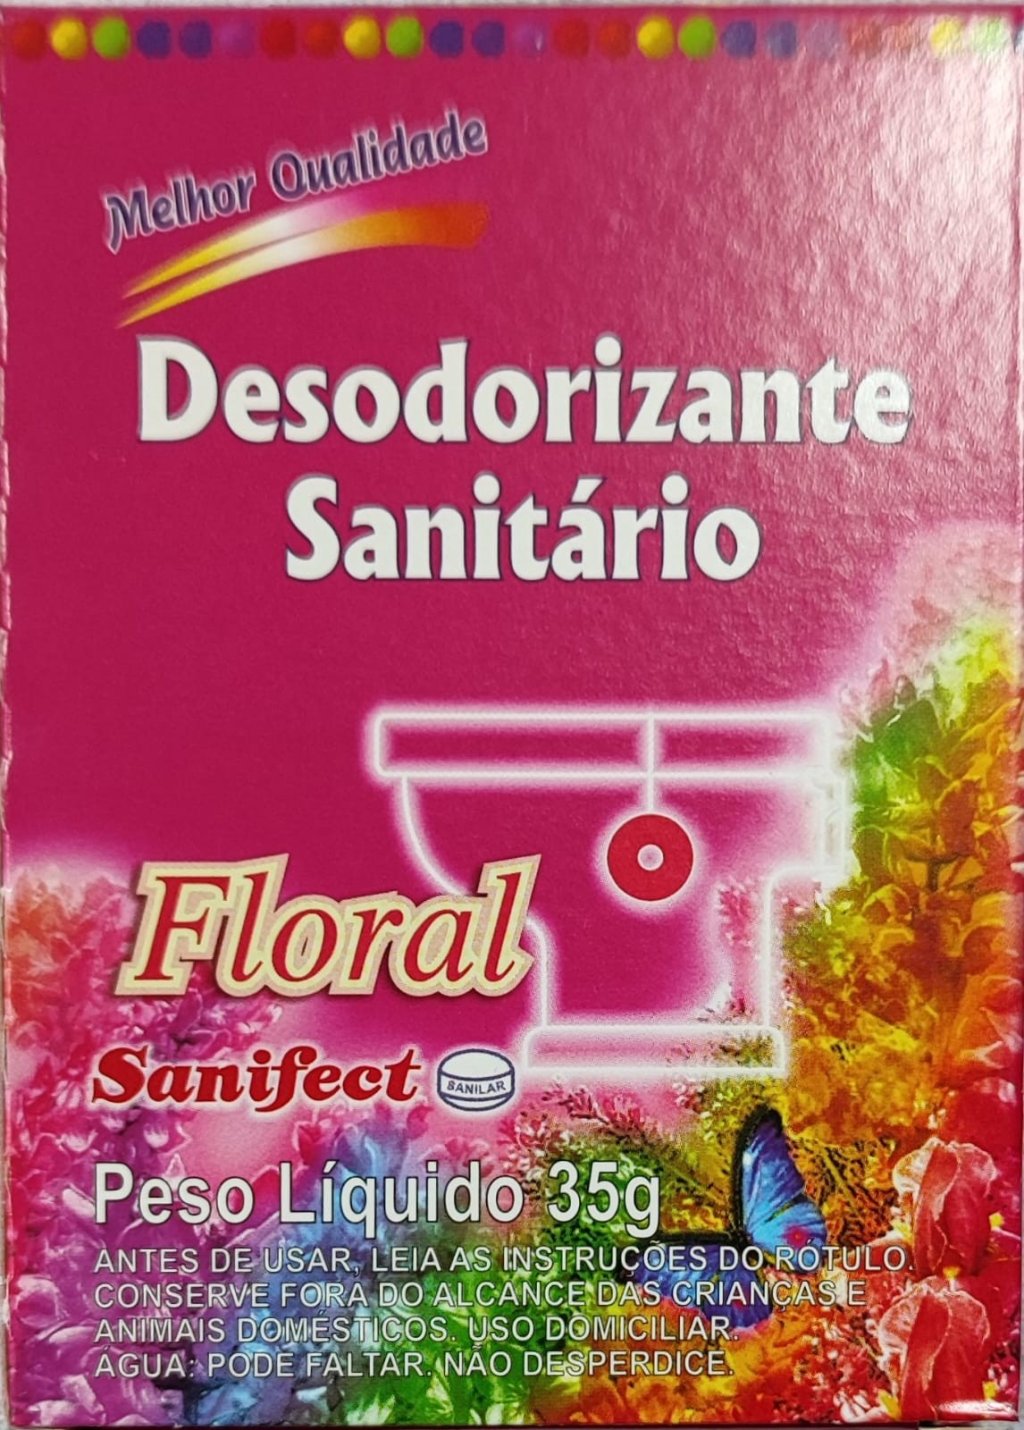 Melhor Qualidade
Desodorizante
Sanitário
Floral
Sanifect SANILAR
Peso Líquido 35g
ANTES DE USAR, LEIA AS INSTRUÇÕES DO RÓTULO.
CONSERVE FORA DO ALCANCE DAS CRIANÇAS E
ANIMAIS DOMÉSTICOS. USO DOMICILIAR.
ÁGUA: PODE FALTAR. NÃO DESPERDICE.